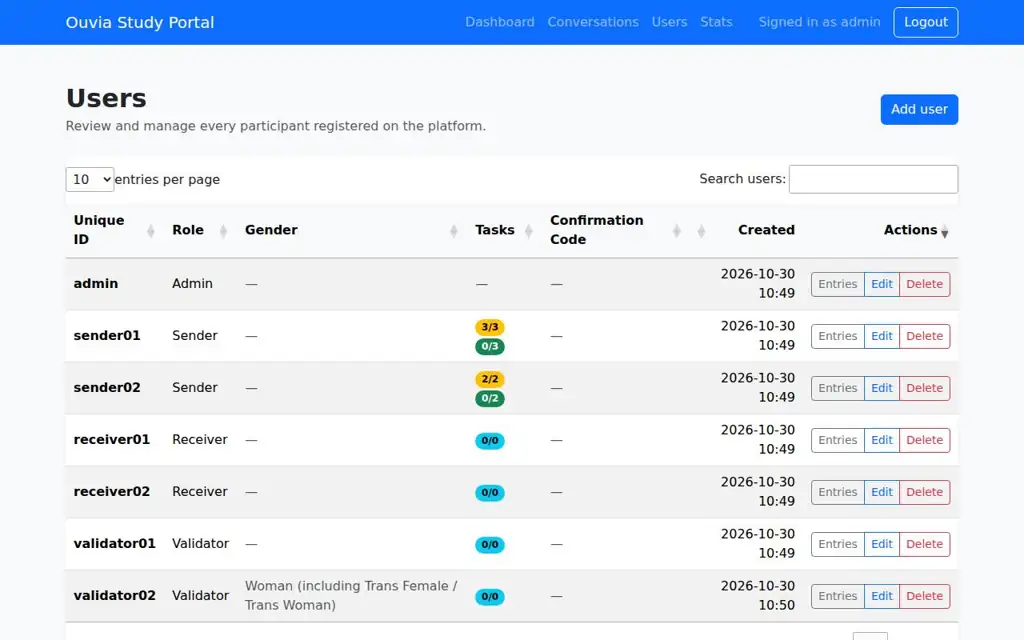 Ouvia Study Portal Dashboard Conversations Users Stats Signed in as admin Logout
Users
Review and manage every participant registered on the platform.
Add user
10 entries per page Search users:
Unique ID Role Gender Tasks Confirmation Code Created Actions
admin Admin — — — 2026-10-30 10:49 Entries Edit Delete
sender01 Sender — 3/3 0/3 — 2026-10-30 10:49 Entries Edit Delete
sender02 Sender — 2/2 0/2 — 2026-10-30 10:49 Entries Edit Delete
receiver01 Receiver — 0/0 — 2026-10-30 10:49 Entries Edit Delete
receiver02 Receiver — 0/0 — 2026-10-30 10:49 Entries Edit Delete
validator01 Validator — 0/0 — 2026-10-30 10:49 Entries Edit Delete
validator02 Validator Woman (including Trans Female / Trans Woman) 0/0 — 2026-10-30 10:50 Entries Edit Delete